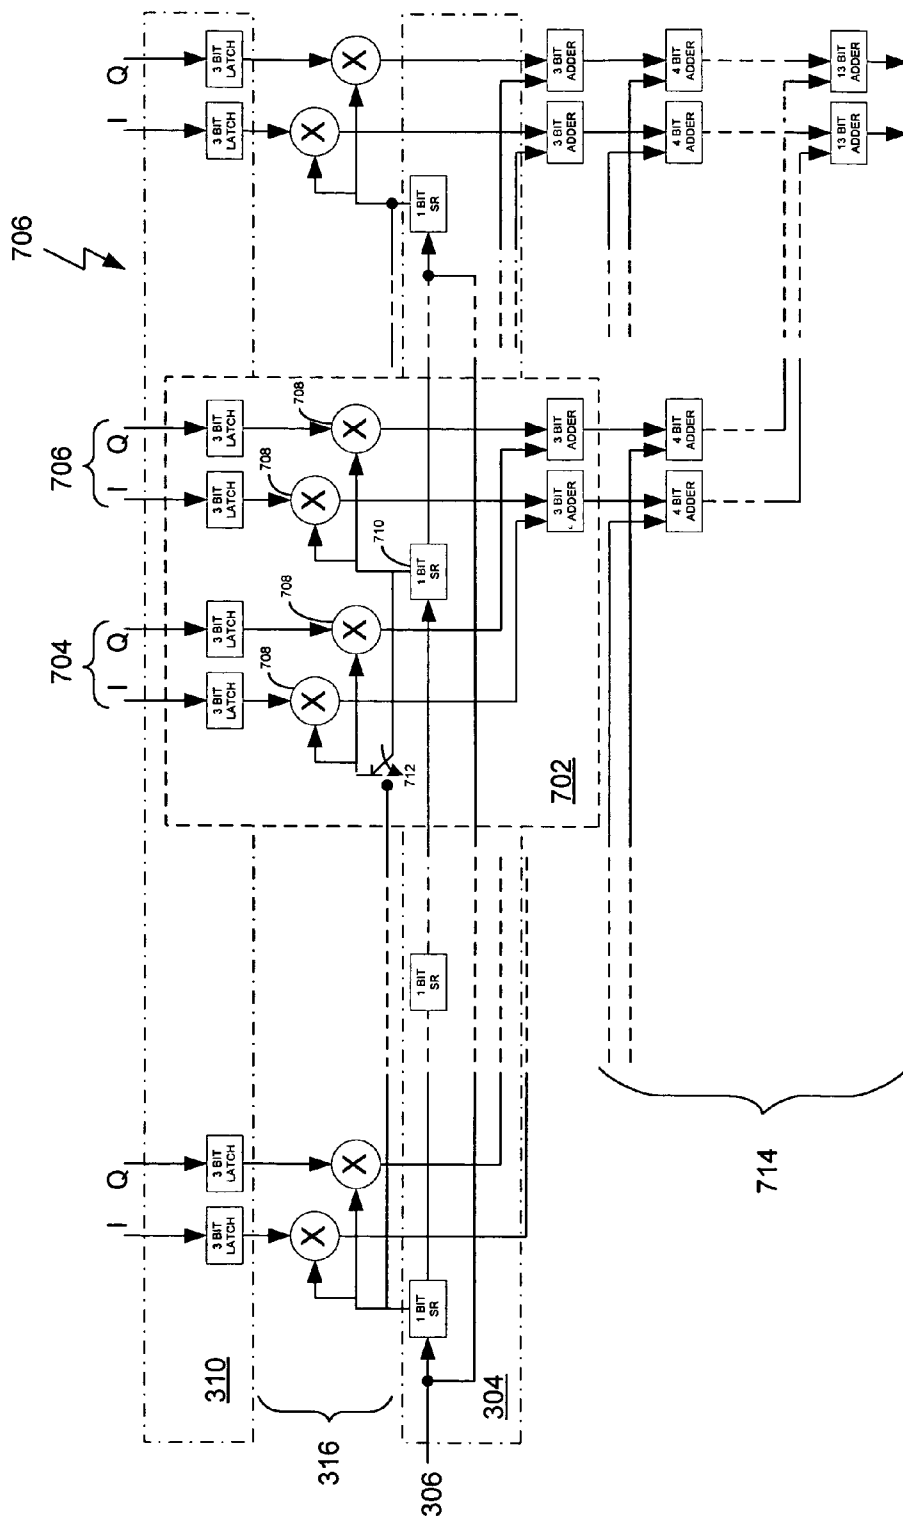 706
704
706
I
Q
I
Q
I
Q
I
Q
310
3 BIT
LATCH
3 BIT
LATCH
3 BIT
LATCH
3 BIT
LATCH
3 BIT
LATCH
3 BIT
LATCH
3 BIT
LATCH
3 BIT
LATCH
708
708
708
708
X
X
X
X
X
X
X
X
316
710
712
306
1 BIT
SR
1 BIT
SR
1 BIT
SR
1 BIT
SR
304
702
3 BIT
ADDER
3 BIT
ADDER
3 BIT
ADDER
3 BIT
ADDER
4 BIT
ADDER
4 BIT
ADDER
4 BIT
ADDER
4 BIT
ADDER
714
13 BIT
ADDER
13 BIT
ADDER